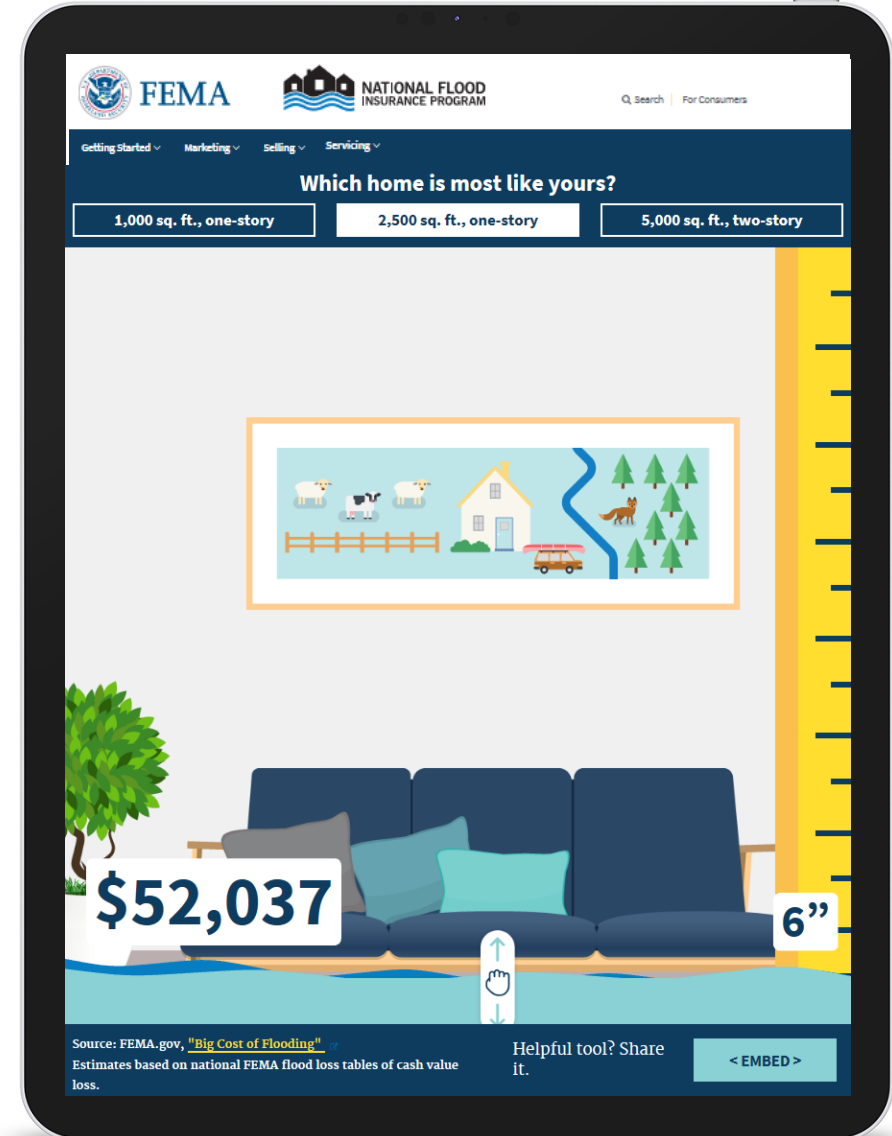 FEMA
NATIONAL FLOOD
INSURANCE PROGRAM
Search
For Consumers
Getting Started
Marketing
Selling
Servicing
Which home is most like yours?
1,000 sq. ft., one-story
2,500 sq. ft., one-story
5,000 sq. ft., two-story
$52,037
6”
Source: FEMA.gov, "Big Cost of Flooding"
Estimates based on national FEMA flood loss tables of cash value
loss.
Helpful tool? Share
it.
< EMBED >